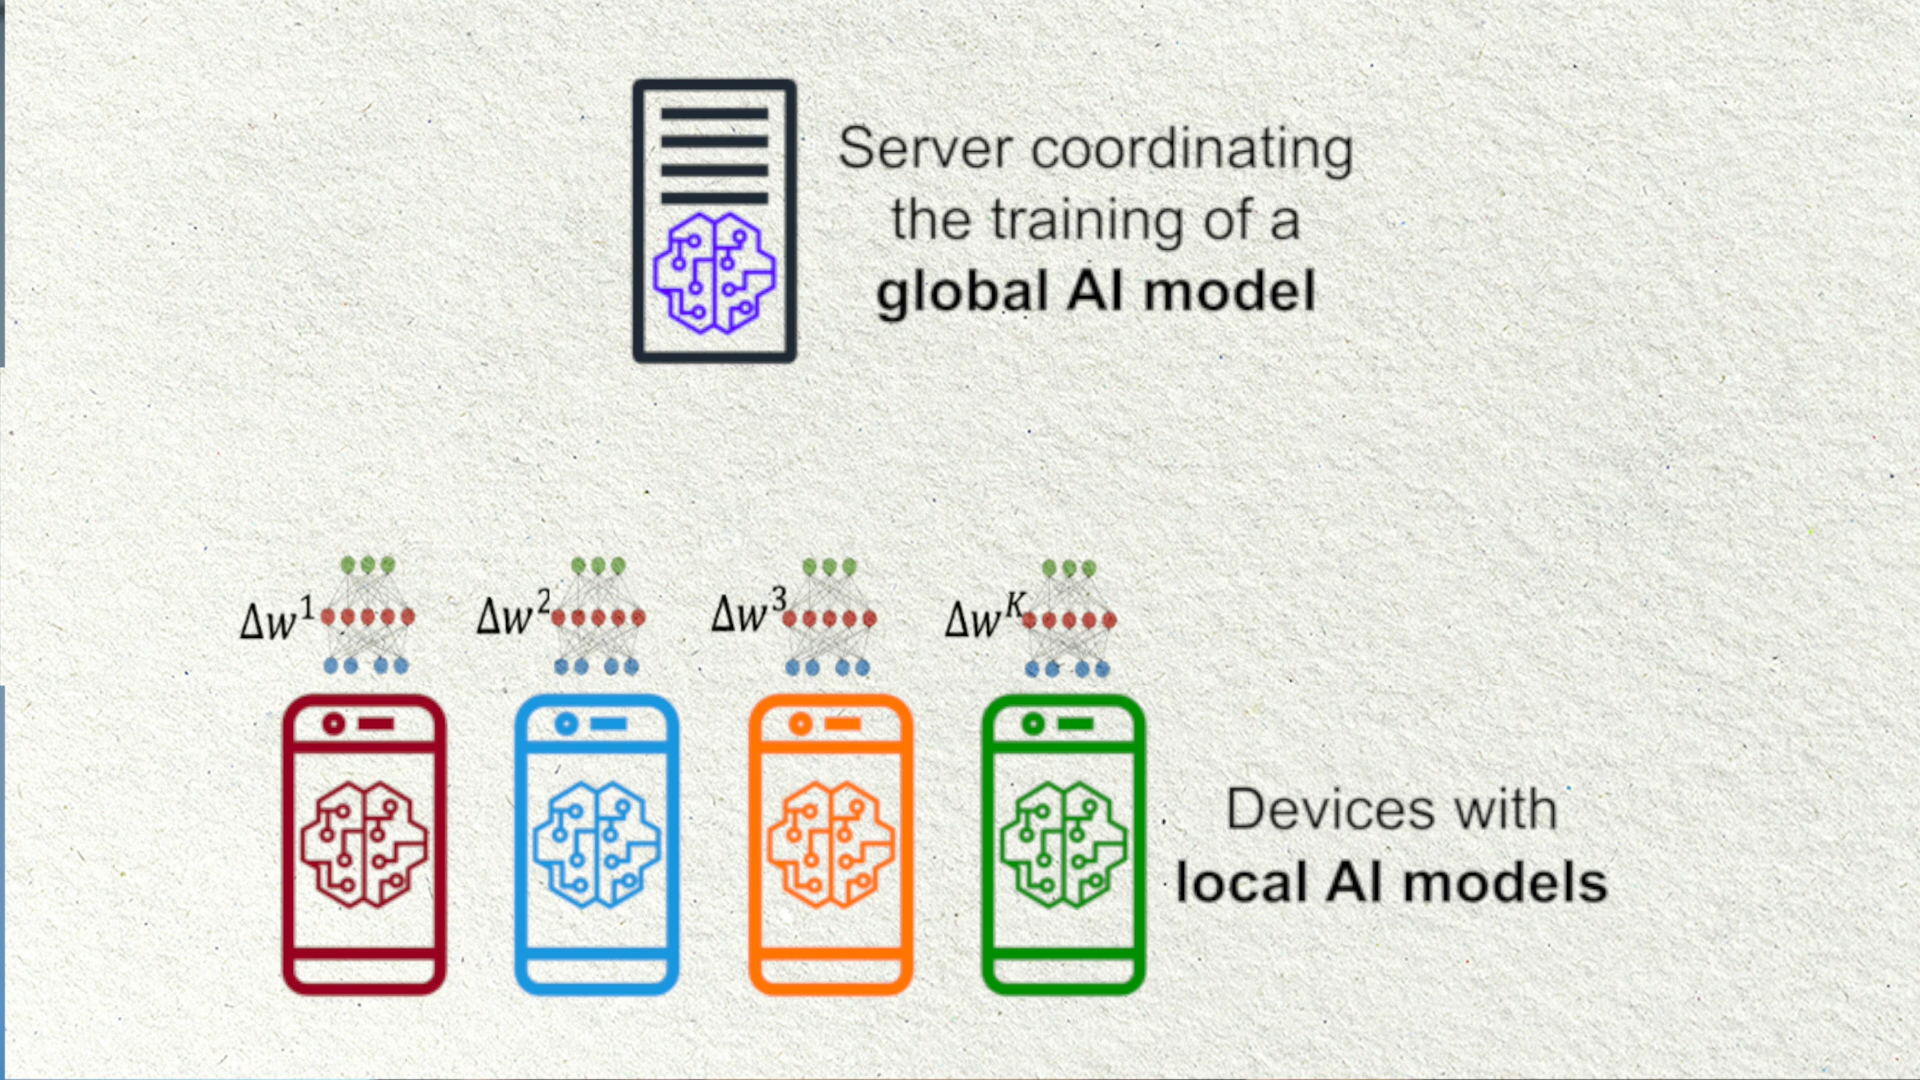 Server coordinating
the training of a
global AI model
Δw¹ Δw² Δw³ Δwᴷ
Devices with
local AI models